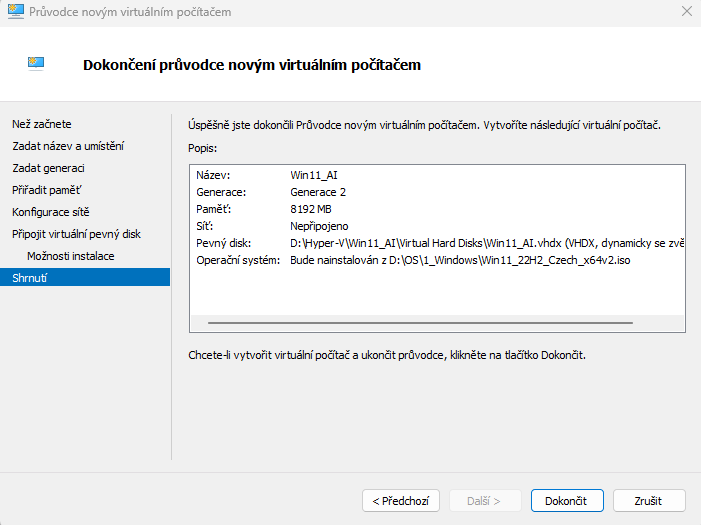 Průvodce novým virtuálním počítačem
Dokončení průvodce novým virtuálním počítačem
Než začnete
Zadat název a umístění
Zadat generaci
Přiřadit paměť
Konfigurace sítě
Připojit virtuální pevný disk
Možnosti instalace
Shrnutí
Úspěšně jste dokončili Průvodce novým virtuálním počítačem. Vytvoříte následující virtuální počítač.
Popis:
Název: Win11_AI
Generace: Generace 2
Paměť: 8192 MB
Síť: Nepřipojeno
Pevný disk: D:\Hyper-V\Win11_AI\Virtual Hard Disks\Win11_AI.vhdx (VHDX, dynamicky se zvě
Operační systém: Bude nainstalován z D:\OS\1_Windows\Win11_22H2_Czech_x64v2.iso
Chcete-li vytvořit virtuální počítač a ukončit průvodce, klikněte na tlačítko Dokončit.
< Předchozí Další > Dokončit Zrušit